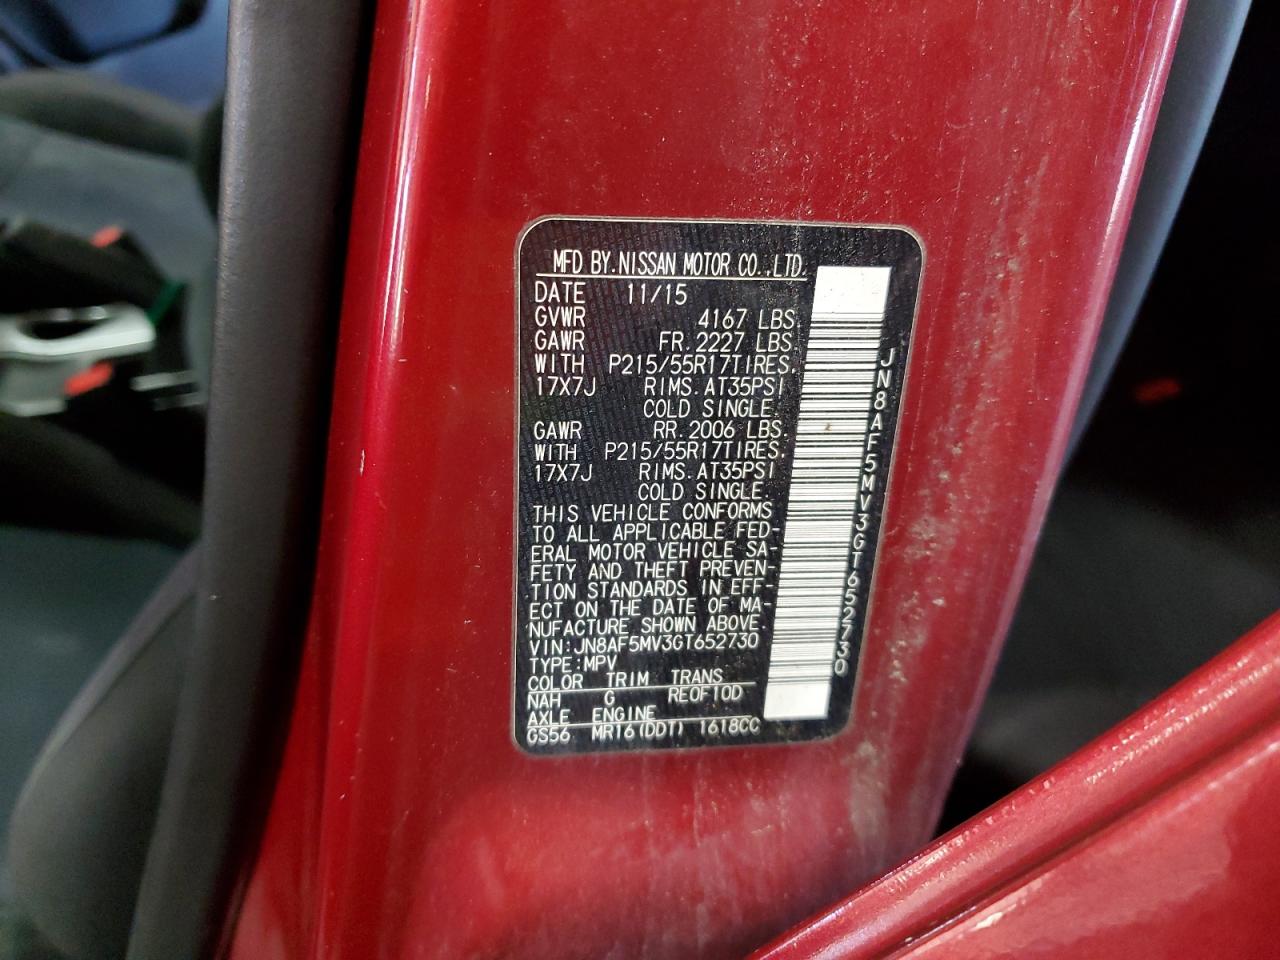 MFD BY.NISSAN MOTOR CO.,LTD.
DATE 11/15
GVWR 4167 LBS.
GAWR FR.2227 LBS.
WITH P215/55R17TIRES.
17X7J RIMS.AT35PSI
COLD SINGLE.
GAWR RR.2006 LBS.
WITH P215/55R17TIRES.
17X7J RIMS.AT35PSI
COLD SINGLE.
THIS VEHICLE CONFORMS
TO ALL APPLICABLE FED-
ERAL MOTOR VEHICLE SA-
FETY AND THEFT PREVEN-
TION STANDARDS IN EFF-
ECT ON THE DATE OF MA-
NUFACTURE SHOWN ABOVE.
VIN:JN8AF5MV3GT652730
TYPE:MPV
COLOR TRIM TRANS
NAH G RE0F10D
AXLE ENGINE
GS56 MR16(DDT) 1618CC
JN8AF5MV3GT652730